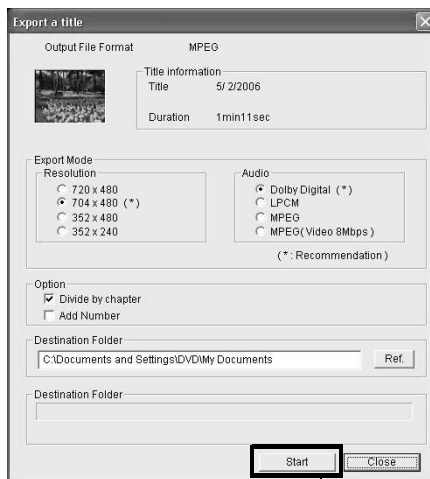 Export a title
Output File Format MPEG
Title information
Title 5/ 2/2006
Duration 1min11sec
Export Mode
Resolution
720 x 480
704 x 480 (*)
352 x 480
352 x 240
Audio
Dolby Digital (*)
LPCM
MPEG
MPEG( Video 8Mbps )
(* : Recommendation )
Option
Divide by chapter
Add Number
Destination Folder
C:\Documents and Settings\DVD\My Documents Ref.
Destination Folder
Start Close